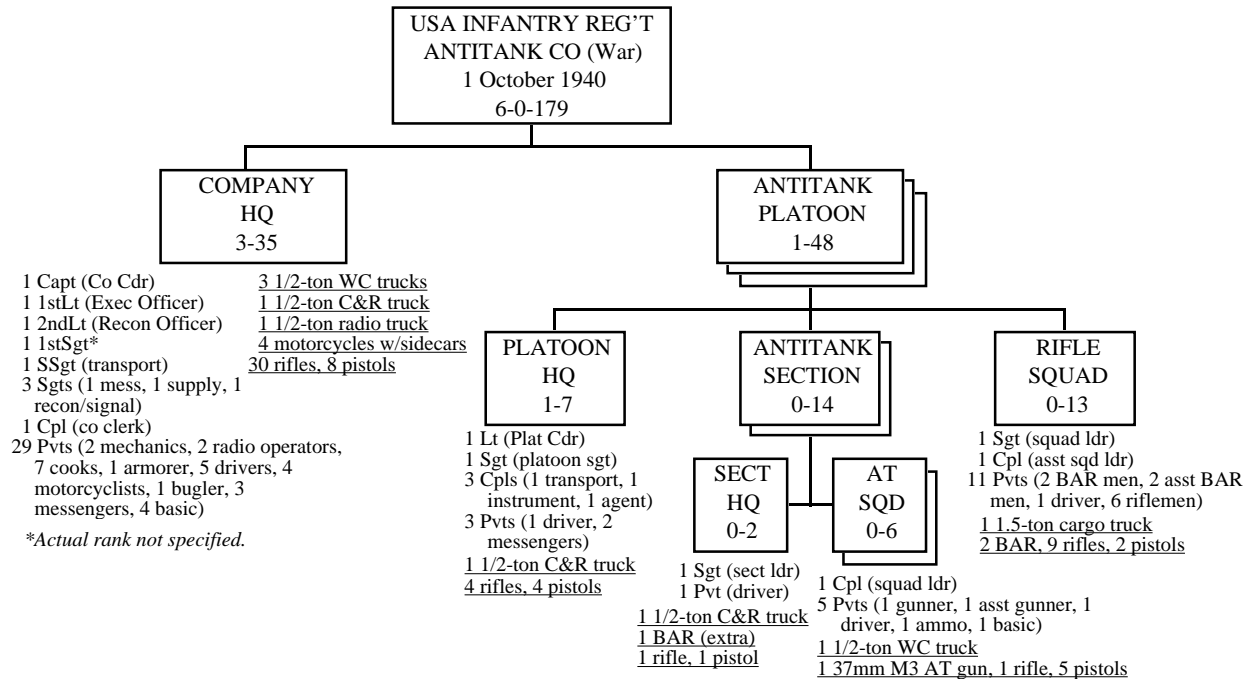 USA INFANTRY REG'T
ANTITANK CO (War)
1 October 1940
6-0-179
COMPANY
HQ
3-35
1 Capt (Co Cdr)
1 1stLt (Exec Officer)
1 2ndLt (Recon Officer)
1 1stSgt*
1 SSgt (transport)
3 Sgts (1 mess, 1 supply, 1
recon/signal)
1 Cpl (co clerk)
29 Pvts (2 mechanics, 2 radio operators,
7 cooks, 1 armorer, 5 drivers, 4
motorcyclists, 1 bugler, 3
messengers, 4 basic)
*Actual rank not specified.
3 1/2-ton WC trucks
1 1/2-ton C&R truck
1 1/2-ton radio truck
4 motorcycles w/sidecars
30 rifles, 8 pistols
ANTITANK
PLATOON
1-48
PLATOON
HQ
1-7
1 Lt (Plat Cdr)
1 Sgt (platoon sgt)
3 Cpls (1 transport, 1
instrument, 1 agent)
3 Pvts (1 driver, 2
messengers)
1 1/2-ton C&R truck
4 rifles, 4 pistols
ANTITANK
SECTION
0-14
SECT
HQ
0-2
1 Sgt (sect ldr)
1 Pvt (driver)
1 1/2-ton C&R truck
1 BAR (extra)
1 rifle, 1 pistol
AT
SQD
0-6
1 Cpl (squad ldr)
5 Pvts (1 gunner, 1 asst gunner, 1
driver, 1 ammo, 1 basic)
1 1/2-ton WC truck
1 37mm M3 AT gun, 1 rifle, 5 pistols
RIFLE
SQUAD
0-13
1 Sgt (squad ldr)
1 Cpl (asst sqd ldr)
11 Pvts (2 BAR men, 2 asst BAR
men, 1 driver, 6 riflemen)
1 1.5-ton cargo truck
2 BAR, 9 rifles, 2 pistols